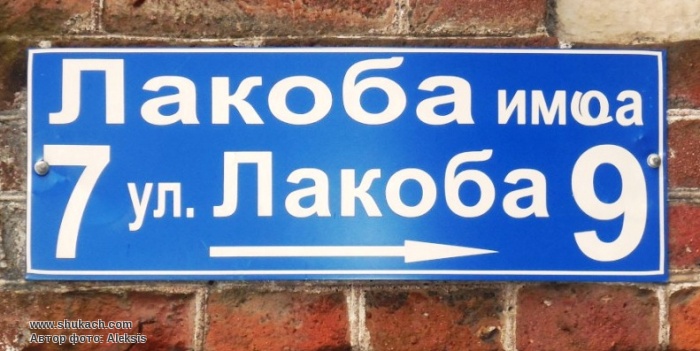 Лакоба имҩа
7 ул. Лакоба 9
www.shukach.com
Автор фото: Aleksis